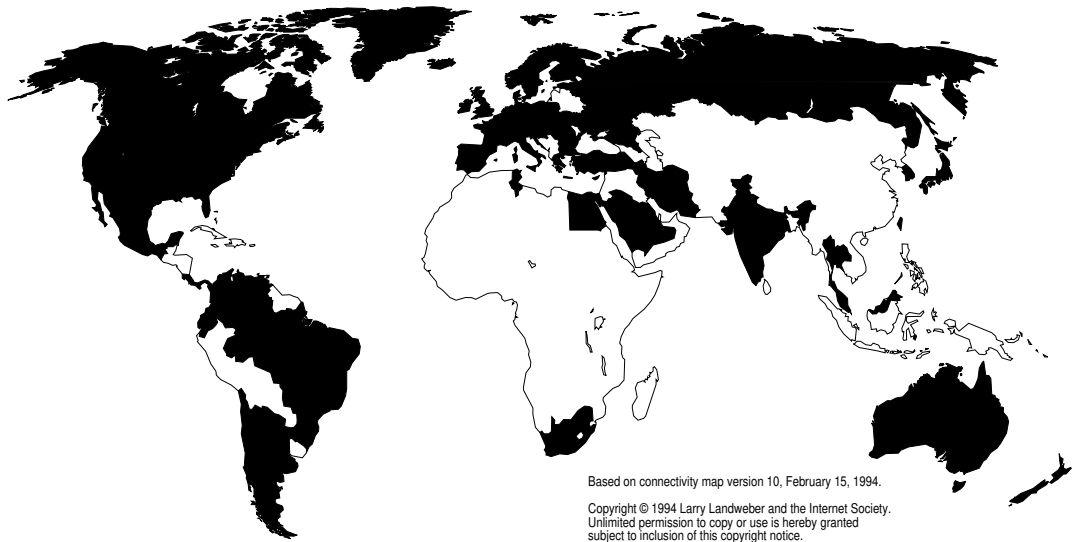 Based on connectivity map version 10, February 15, 1994.
Copyright © 1994 Larry Landweber and the Internet Society.
Unlimited permission to copy or use is hereby granted
subject to inclusion of this copyright notice.